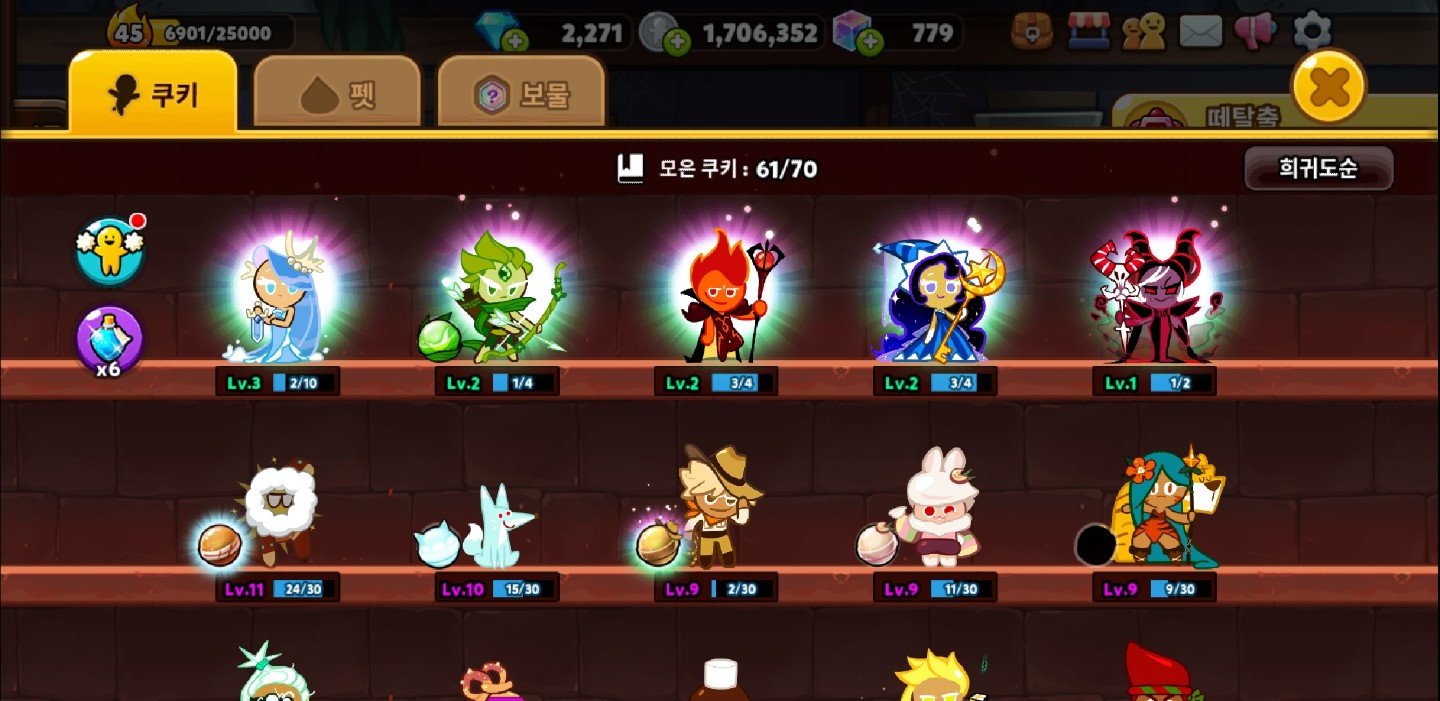 45 6901/25000 2,271 1,706,352 779
쿠키 펫 보물 떼탈출
모은 쿠키 : 61/70 희귀도순
x6
Lv.3 2/10 Lv.2 1/4 Lv.2 3/4 Lv.2 3/4 Lv.1 1/2
Lv.11 24/30 Lv.10 15/30 Lv.9 2/30 Lv.9 11/30 Lv.9 9/30